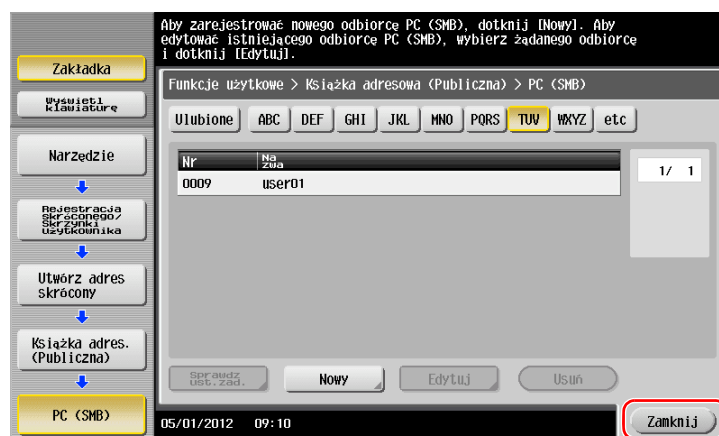 Aby zarejestrować nowego odbiorcę PC (SMB), dotknij [Nowy]. Aby
edytować istniejącego odbiorcę PC (SMB), wybierz żądanego odbiorcę
i dotknij [Edytuj].
Zakładka
Wyświetl
klawiaturę
Narzędzie
Rejestracja
Skróconego/
Skrzynki
użytkownika
Utwórz adres
skrócony
Książka adres.
(Publiczna)
PC (SMB)
Funkcje użytkowe > Książka adresowa (Publiczna) > PC (SMB)
Ulubione ABC DEF GHI JKL MNO PQRS TUV WXYZ etc
Nr Na
zwa
0009 user01
1/ 1
Sprawdz
ust.zad.
Nowy Edytuj Usuń
05/01/2012 09:10 Zamknij